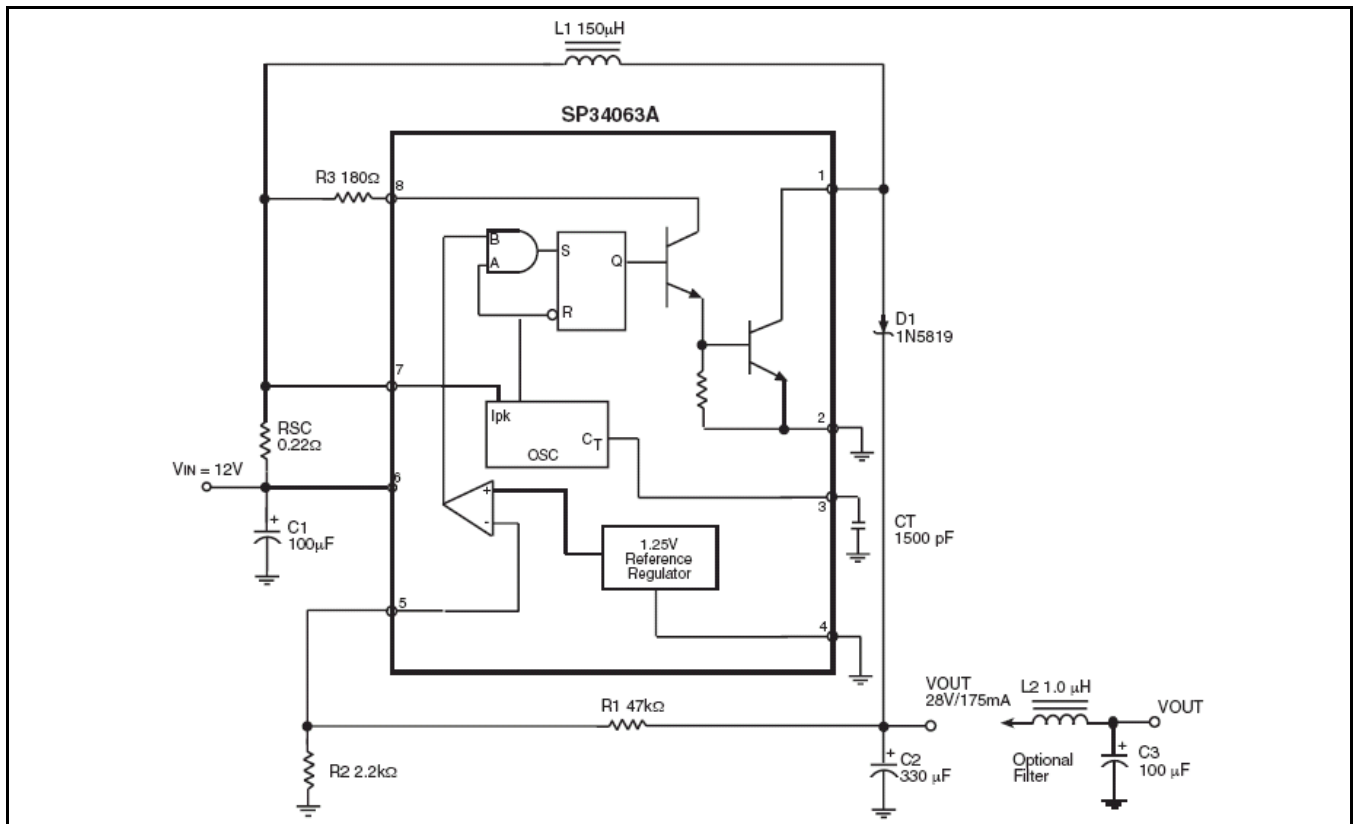 L1 150μH
SP34063A
R3 180Ω
8
1
B
A
S
Q
R
D1
1N5819
7
Ipk
CT
OSC
2
RSC
0.22Ω
VIN = 12V
6
3
+
C1
100μF
+
-
CT
1500 pF
1.25V
Reference
Regulator
5
4
VOUT
28V/175mA
L2 1.0 μH
VOUT
R1 47kΩ
R2 2.2kΩ
+
C2
330 μF
Optional
Filter
+
C3
100 μF